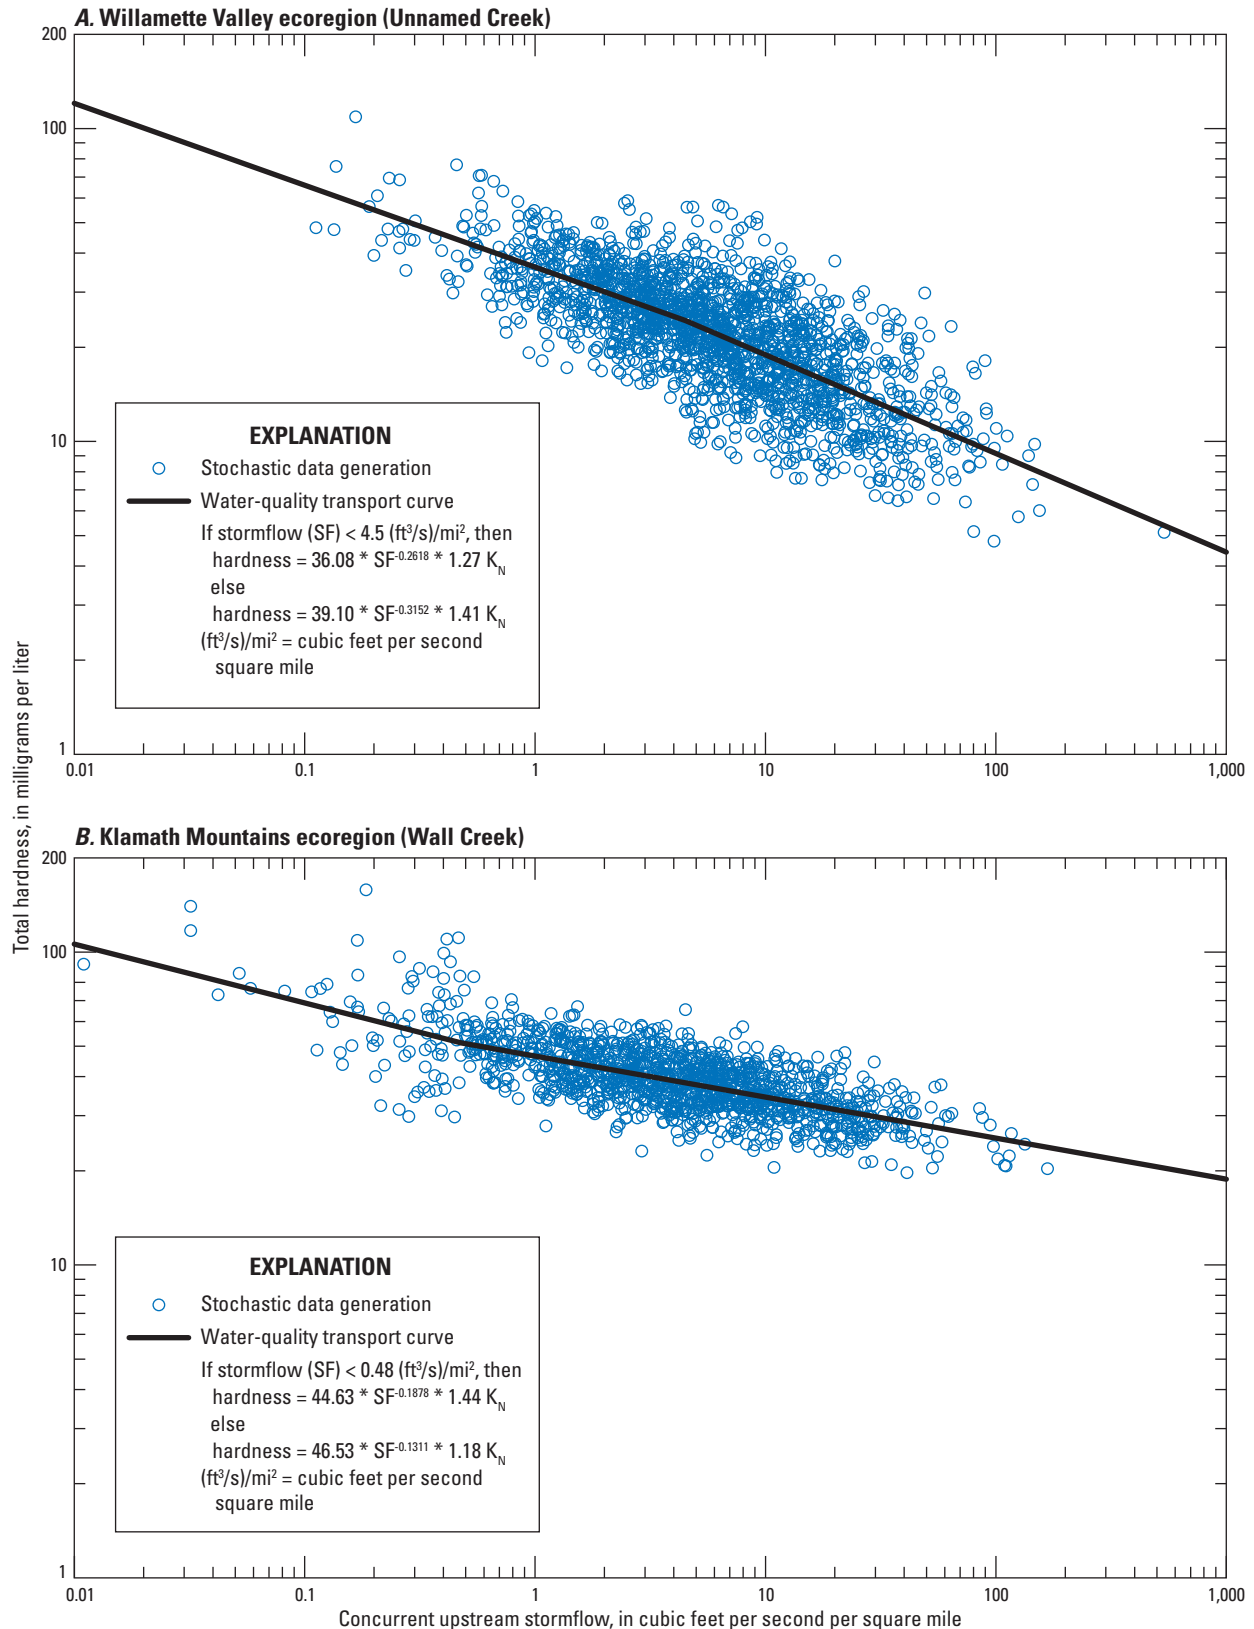 A. Willamette Valley ecoregion (Unnamed Creek)
200
100
10
1
0.01 0.1 1 10 100 1,000
EXPLANATION
Stochastic data generation
Water-quality transport curve
If stormflow (SF) < 4.5 (ft³/s)/mi², then
hardness = 36.08 * SF⁻⁰·²⁶¹⁸ * 1.27 K_N
else
hardness = 39.10 * SF⁻⁰·³¹⁵² * 1.41 K_N
(ft³/s)/mi² = cubic feet per second
square mile
Total hardness, in milligrams per liter
B. Klamath Mountains ecoregion (Wall Creek)
200
100
10
1
0.01 0.1 1 10 100 1,000
EXPLANATION
Stochastic data generation
Water-quality transport curve
If stormflow (SF) < 0.48 (ft³/s)/mi², then
hardness = 44.63 * SF⁻⁰·¹⁸⁷⁸ * 1.44 K_N
else
hardness = 46.53 * SF⁻⁰·¹³¹¹ * 1.18 K_N
(ft³/s)/mi² = cubic feet per second
square mile
Concurrent upstream stormflow, in cubic feet per second per square mile